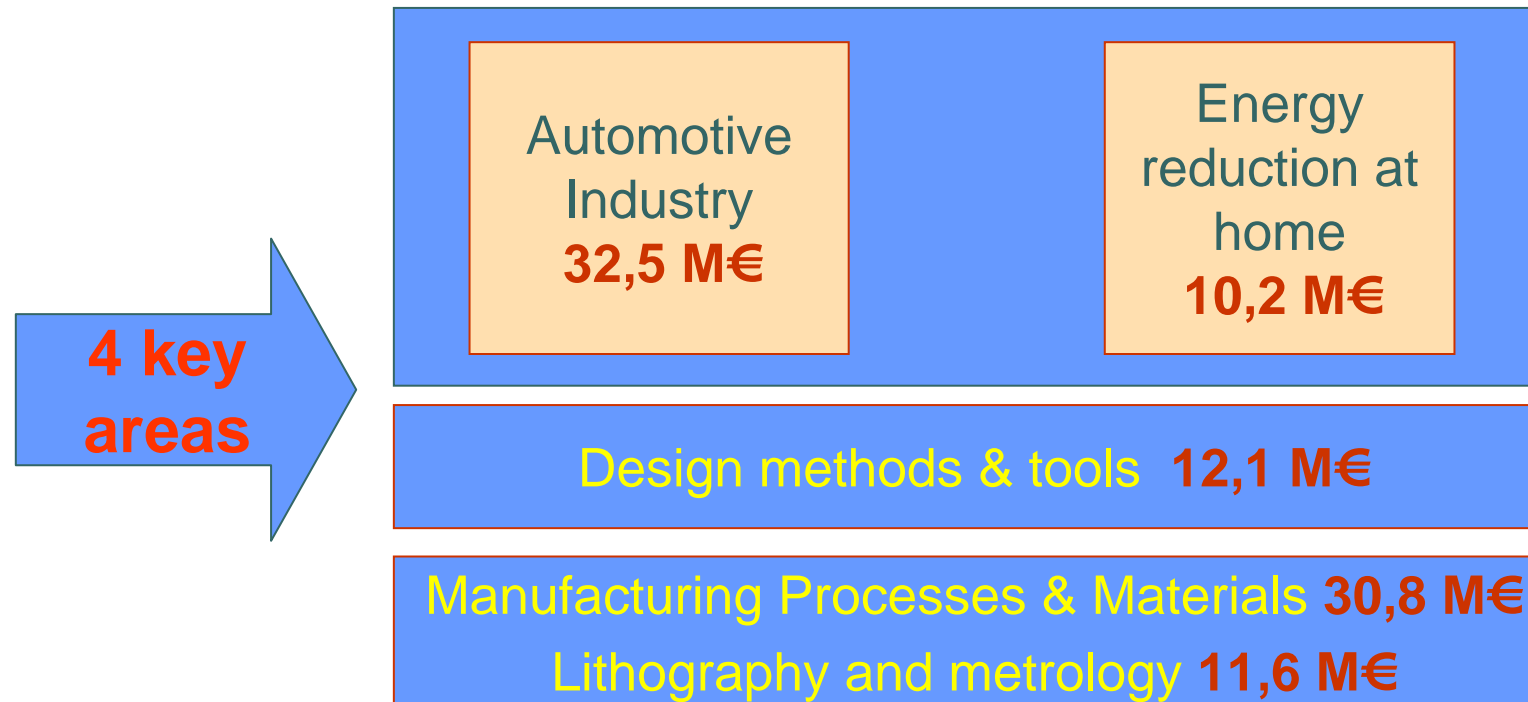 4 key
areas
Automotive
Industry
32,5 M€
Energy
reduction at
home
10,2 M€
Design methods & tools 12,1 M€
Manufacturing Processes & Materials 30,8 M€
Lithography and metrology 11,6 M€